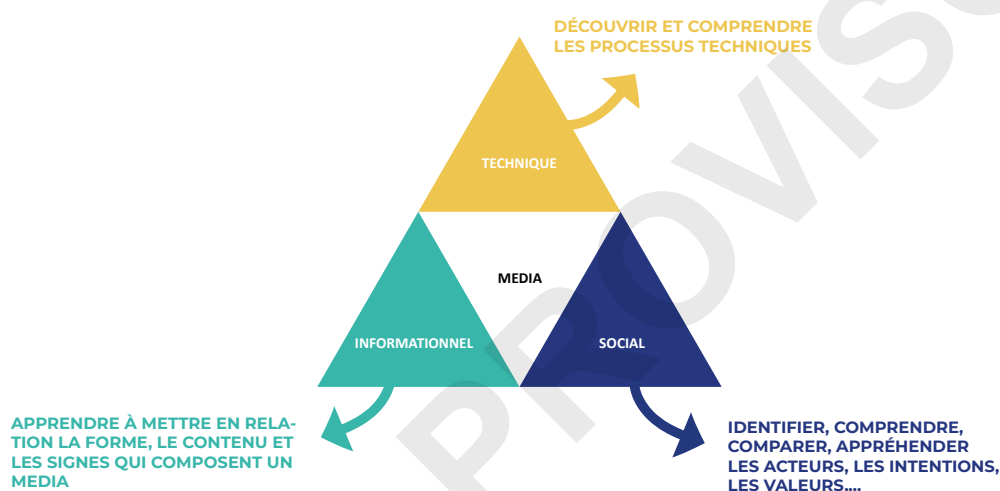 DÉCOUVRIR ET COMPRENDRE
LES PROCESSUS TECHNIQUES
TECHNIQUE
MEDIA
INFORMATIONNEL
SOCIAL
APPRENDRE À METTRE EN RELA-
TION LA FORME, LE CONTENU ET
LES SIGNES QUI COMPOSENT UN
MEDIA
IDENTIFIER, COMPRENDRE,
COMPARER, APPRÉHENDER
LES ACTEURS, LES INTENTIONS,
LES VALEURS....
PROVISO